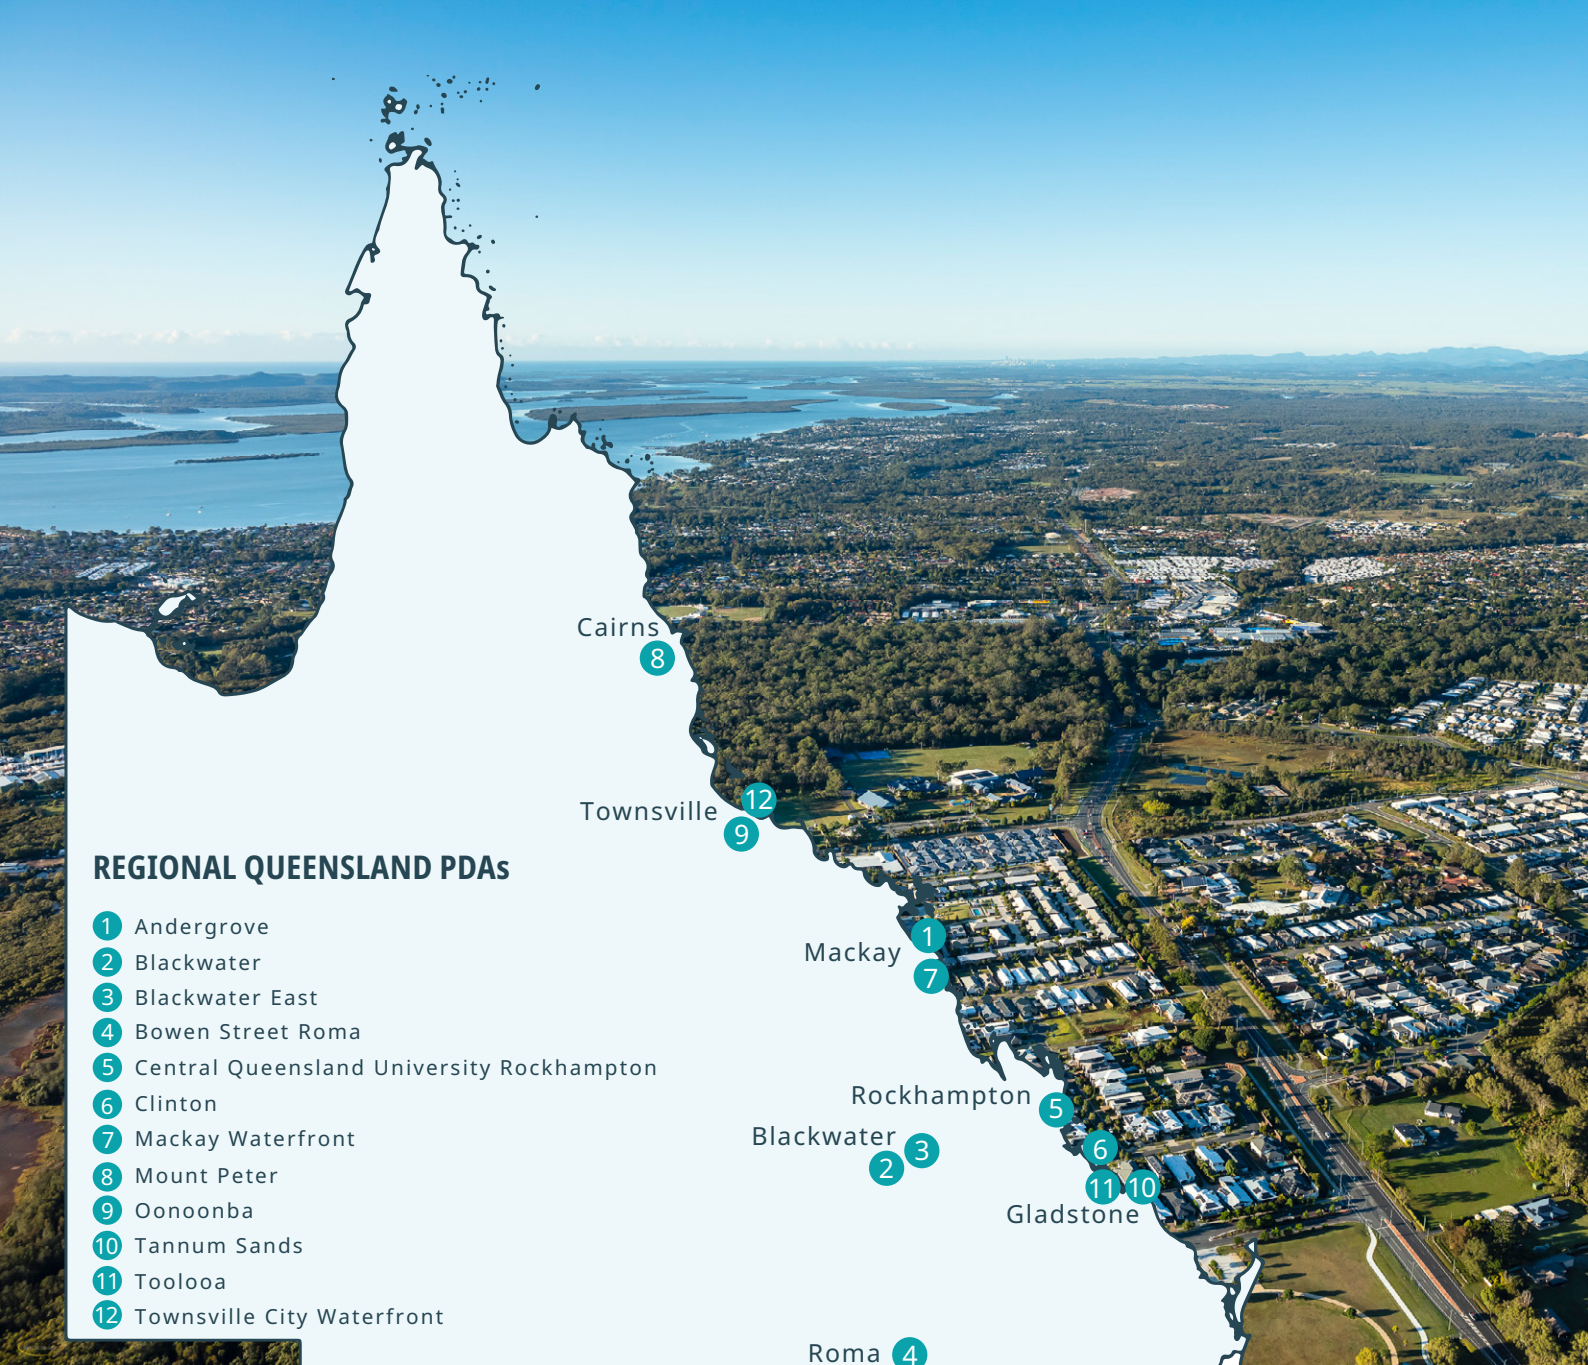 Cairns
8
12
Townsville
9
REGIONAL QUEENSLAND PDAs
1 Andergrove
2 Blackwater
3 Blackwater East
4 Bowen Street Roma
5 Central Queensland University Rockhampton
6 Clinton
7 Mackay Waterfront
8 Mount Peter
9 Oonoonba
10 Tannum Sands
11 Toolooa
12 Townsville City Waterfront
1
Mackay
7
Rockhampton 5
Blackwater 3
2
6
11 10
Gladstone
Roma 4